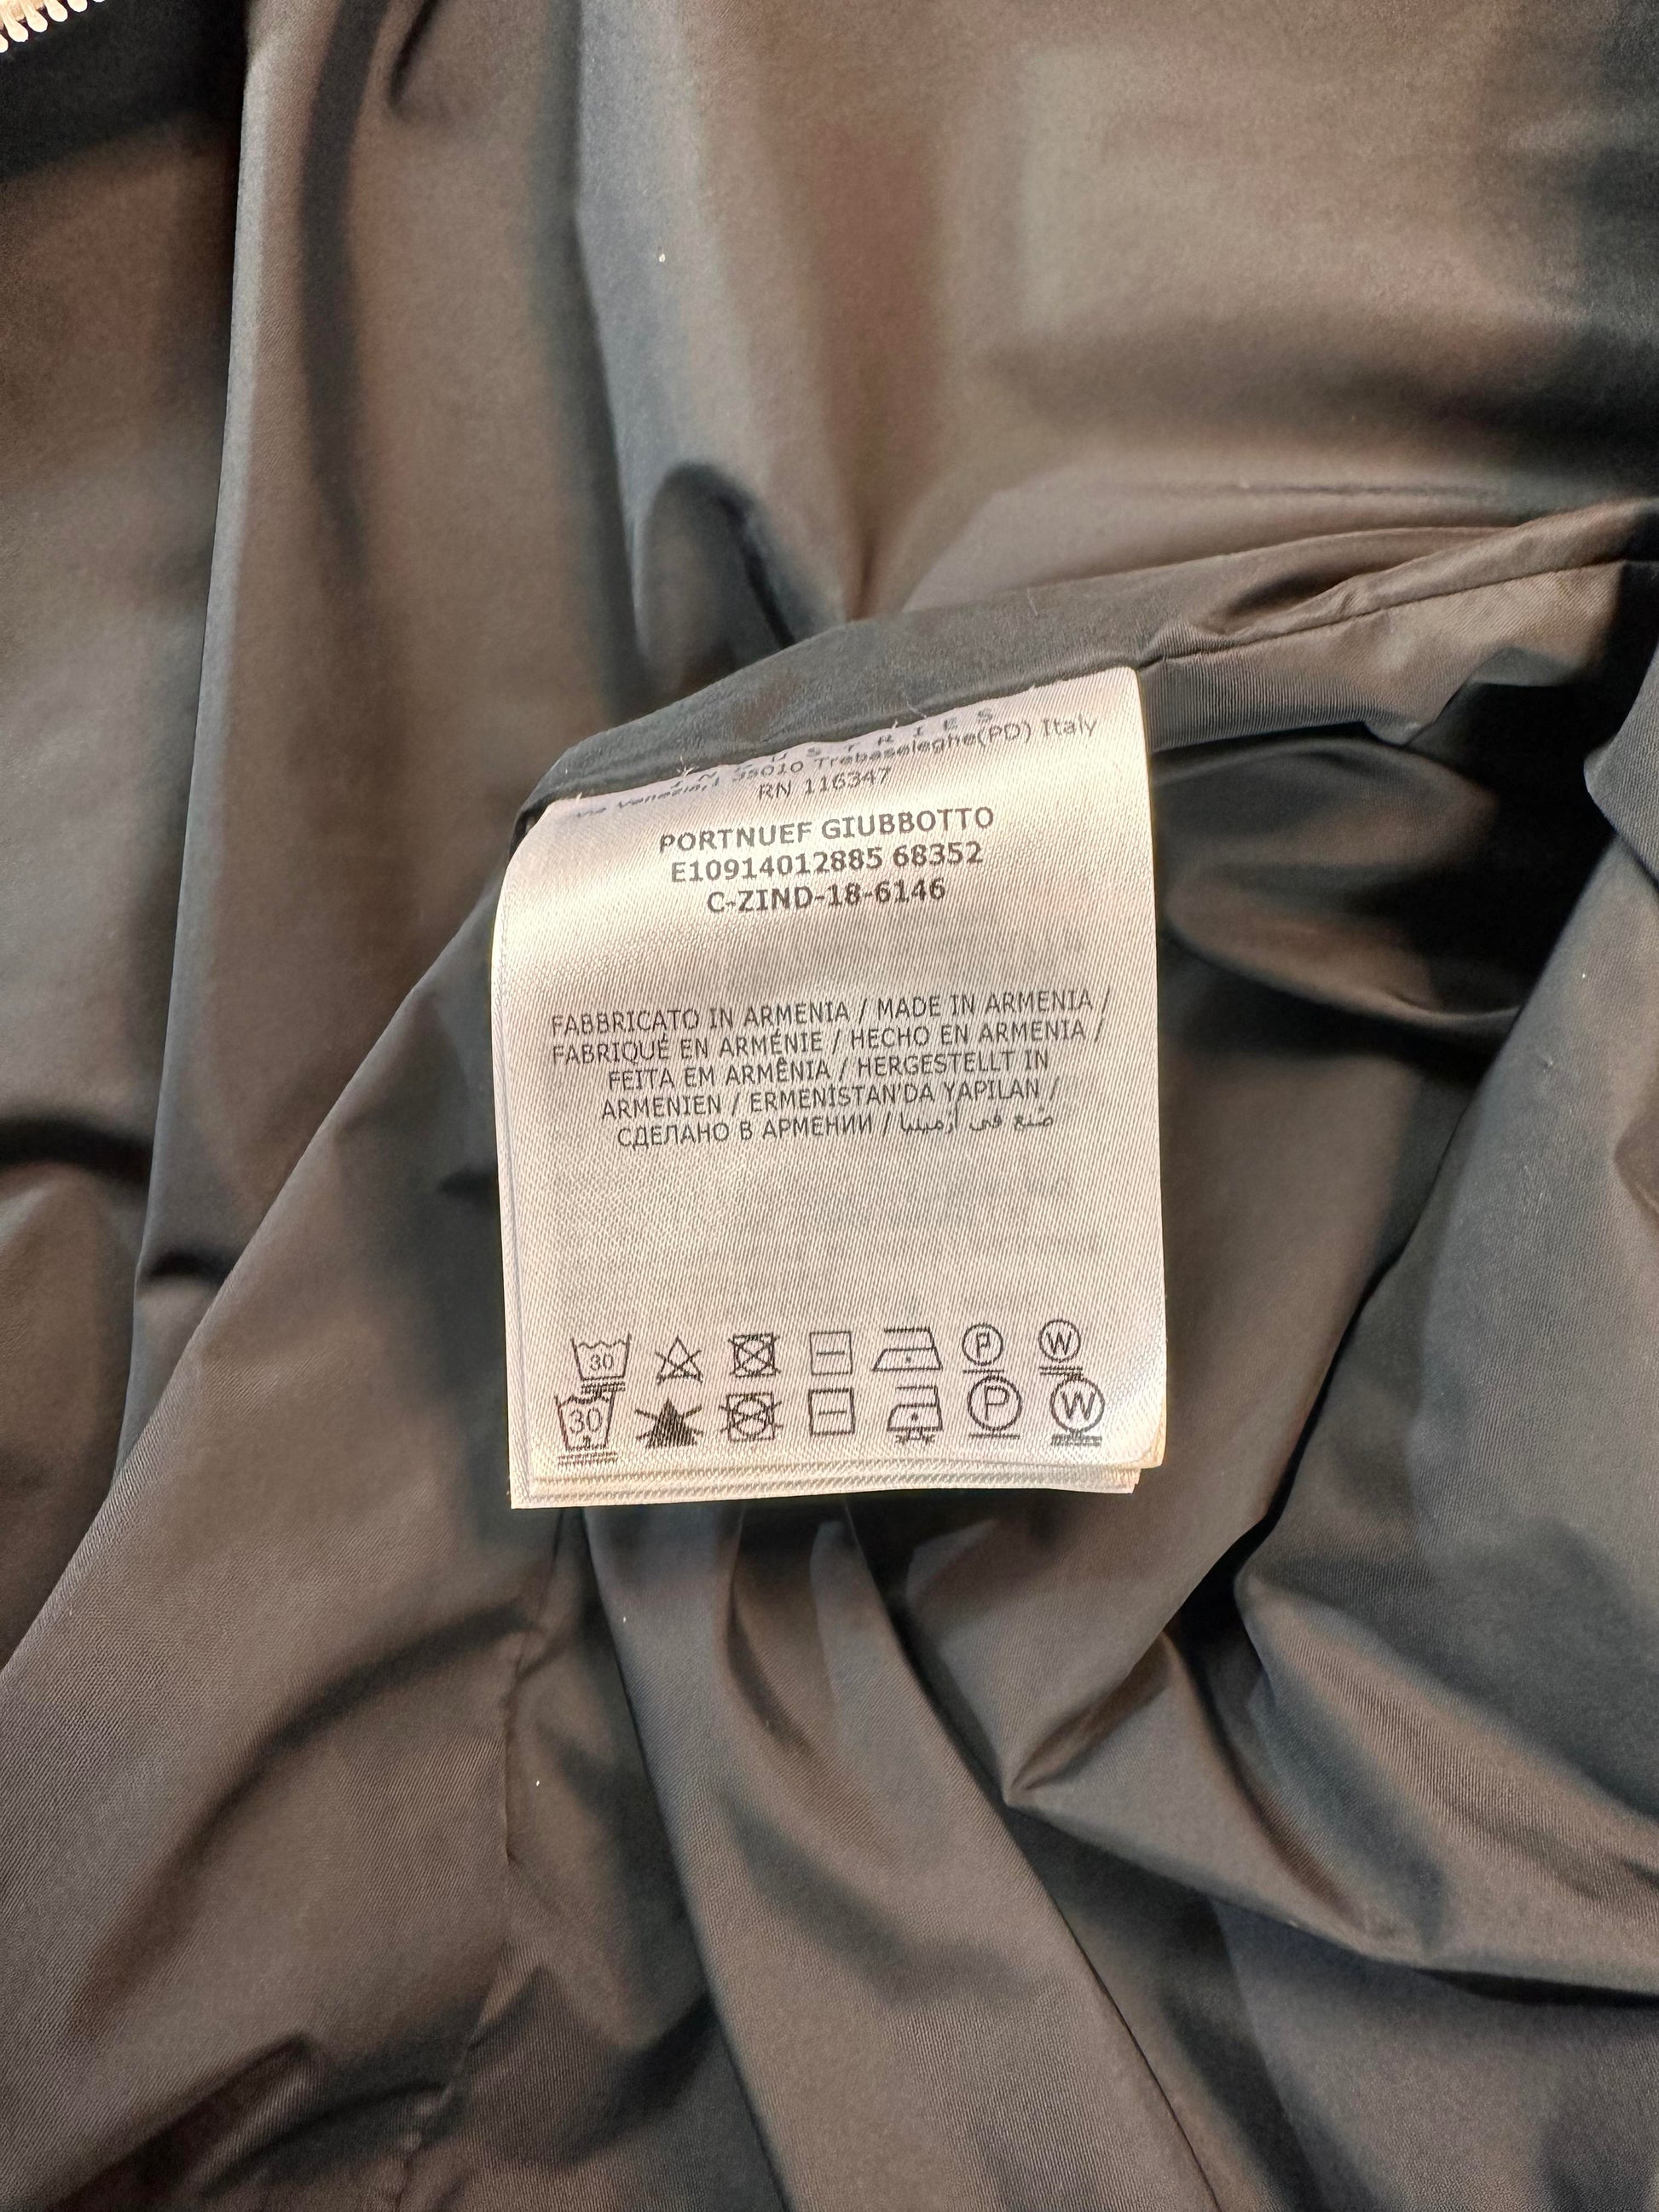 INDUSTRIES
Via Venezia,1 35010 Trebaseleghe(PD) Italy
RN 116347
PORTNUEF GIUBBOTTO
E10914012885 68352
C-ZIND-18-6146
FABBRICATO IN ARMENIA / MADE IN ARMENIA /
FABRIQUÉ EN ARMÉNIE / HECHO EN ARMENIA /
FEITA EM ARMÊNIA / HERGESTELLT IN
ARMENIEN / ERMENİSTAN'DA YAPILAN /
СДЕЛАНО В АРМЕНИИ / صنع في أرمينيا
30 P W
30 P W